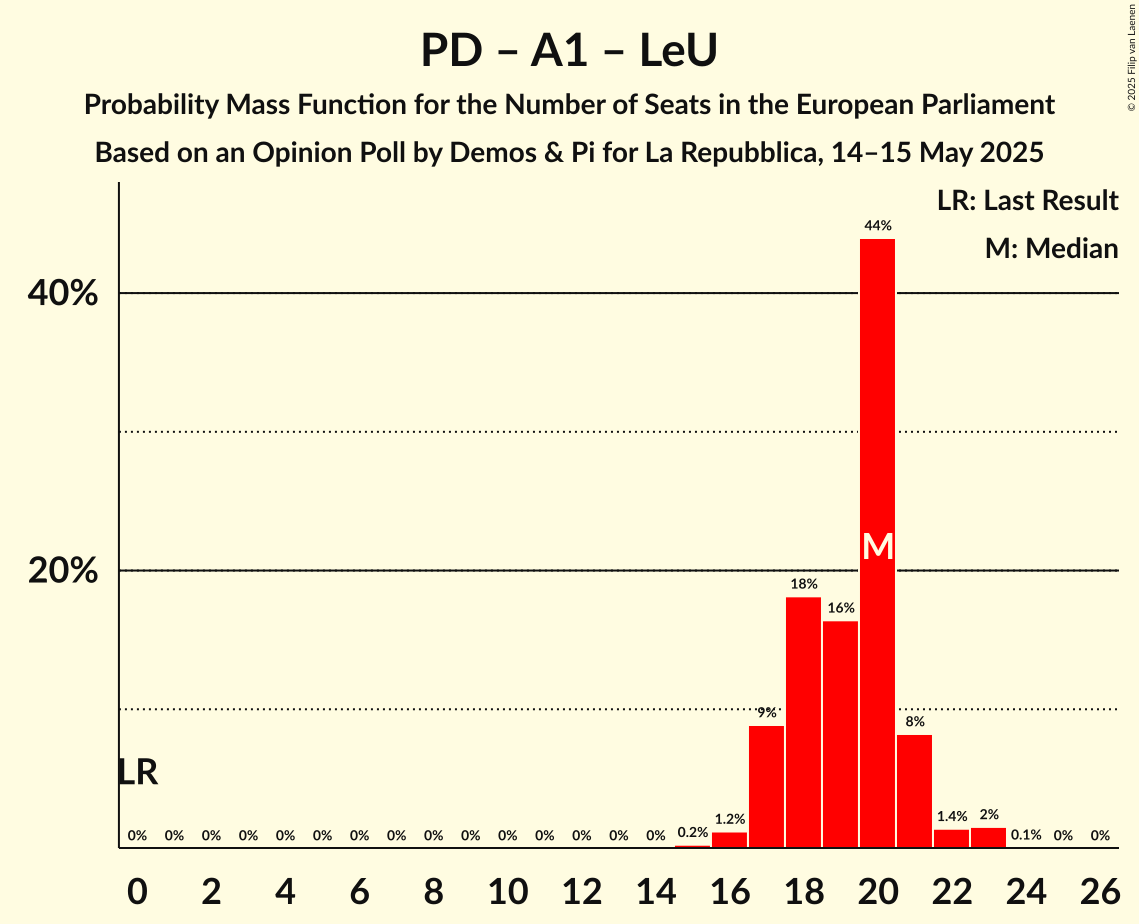 PD – A1 – LeU
Probability Mass Function for the Number of Seats in the European Parliament
Based on an Opinion Poll by Demos & Pi for La Repubblica, 14–15 May 2025
© 2025 Filip van Laenen
LR: Last Result
M: Median
44%
40%
M
20%
18%
16%
9%
8%
LR
0% 0% 0% 0% 0% 0% 0% 0% 0% 0% 0% 0% 0% 0% 0% 0.2% 1.2% 1.4% 2% 0.1% 0% 0%
0 2 4 6 8 10 12 14 16 18 20 22 24 26